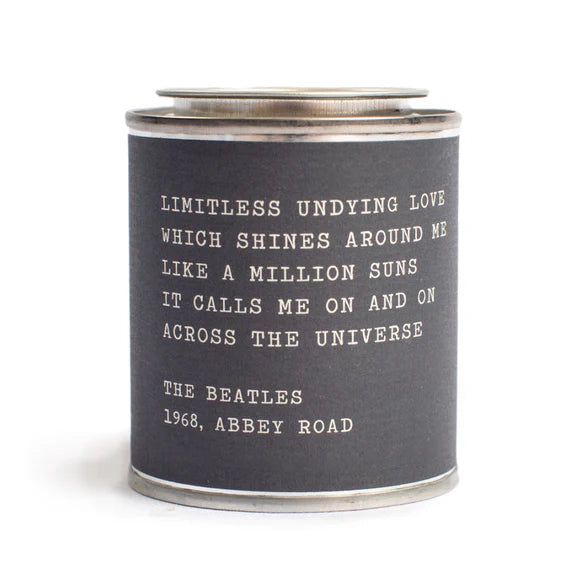 LIMITLESS UNDYING LOVE
WHICH SHINES AROUND ME
LIKE A MILLION SUNS
IT CALLS ME ON AND ON
ACROSS THE UNIVERSE
THE BEATLES
1968, ABBEY ROAD